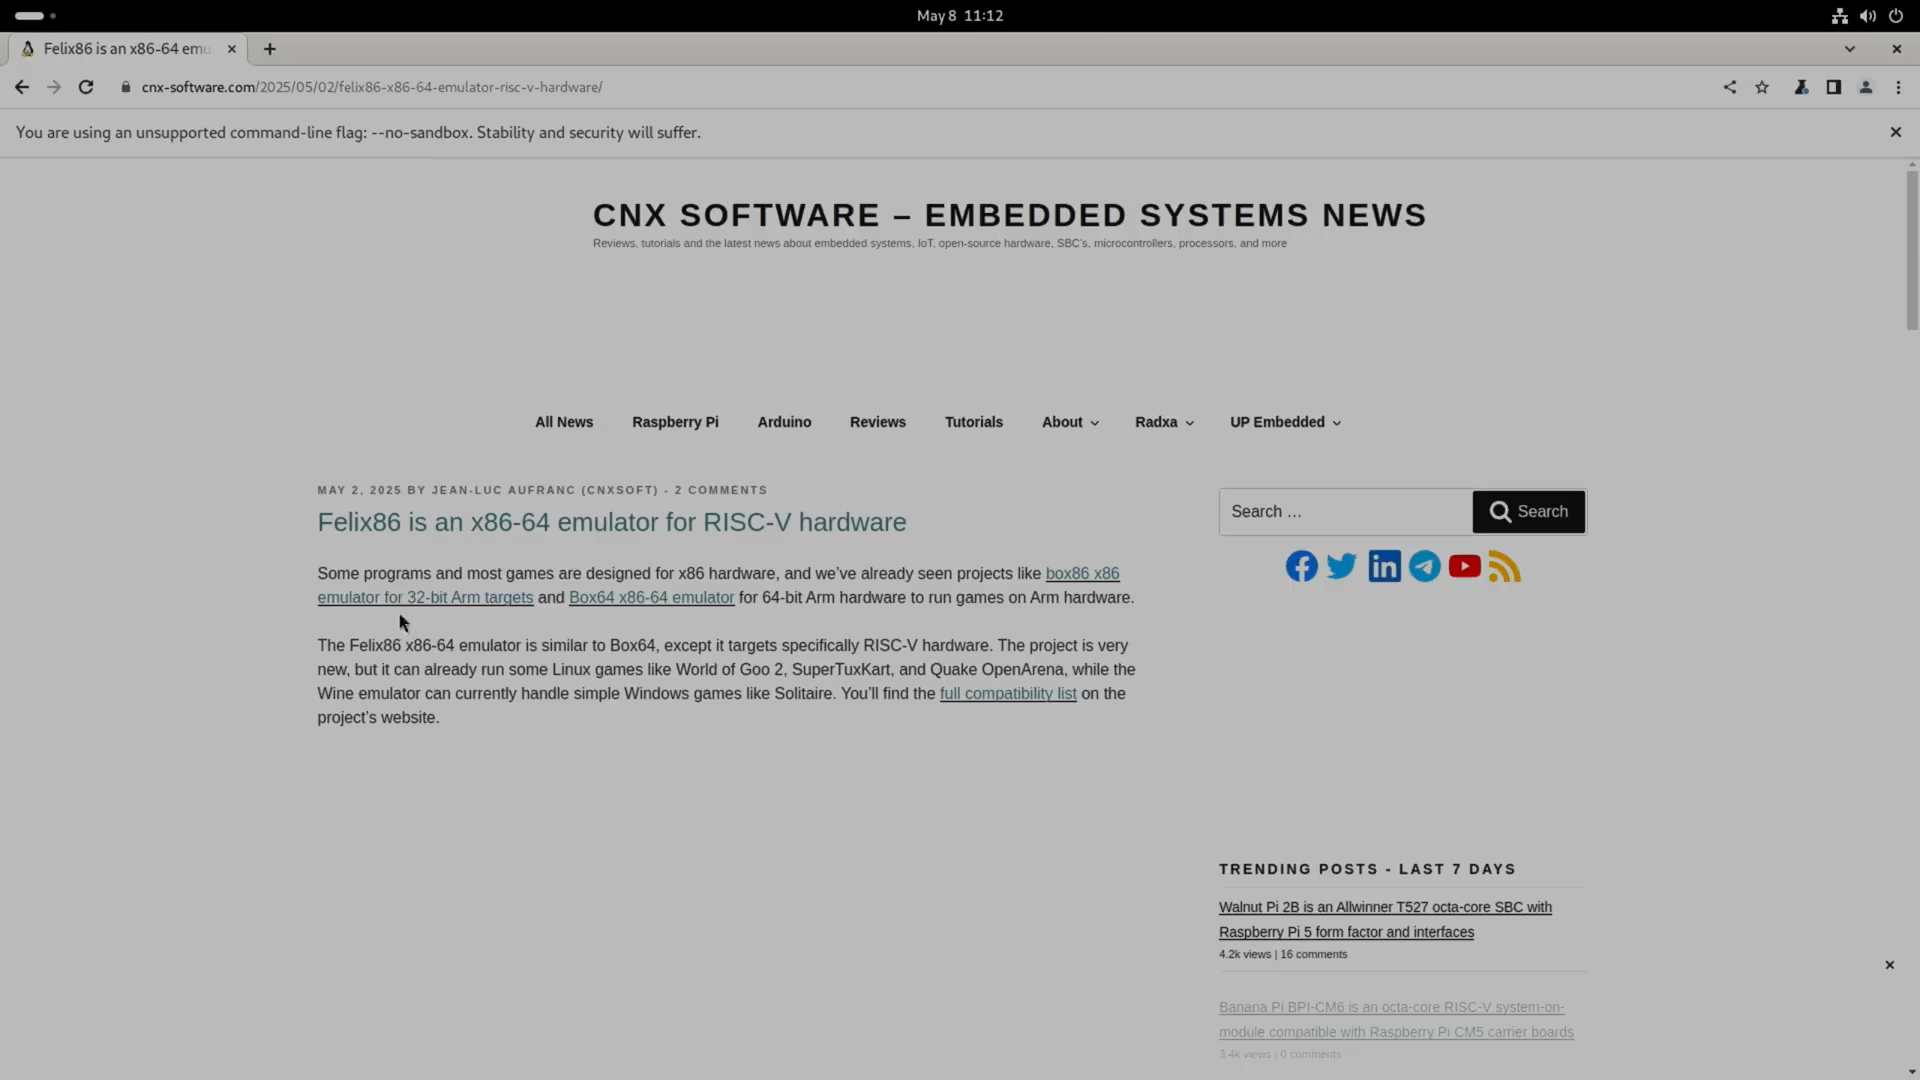 May 8 11:12
Felix86 is an x86-64 emu
cnx-software.com/2025/05/02/felix86-x86-64-emulator-risc-v-hardware/
You are using an unsupported command-line flag: --no-sandbox. Stability and security will suffer.
CNX SOFTWARE – EMBEDDED SYSTEMS NEWS
Reviews, tutorials and the latest news about embedded systems, IoT, open-source hardware, SBC's, microcontrollers, processors, and more
All News Raspberry Pi Arduino Reviews Tutorials About Radxa UP Embedded
MAY 2, 2025 BY JEAN-LUC AUFRANC (CNXSOFT) - 2 COMMENTS
Felix86 is an x86-64 emulator for RISC-V hardware
Some programs and most games are designed for x86 hardware, and we've already seen projects like box86 x86
emulator for 32-bit Arm targets and Box64 x86-64 emulator for 64-bit Arm hardware to run games on Arm hardware.
The Felix86 x86-64 emulator is similar to Box64, except it targets specifically RISC-V hardware. The project is very
new, but it can already run some Linux games like World of Goo 2, SuperTuxKart, and Quake OpenArena, while the
Wine emulator can currently handle simple Windows games like Solitaire. You'll find the full compatibility list on the
project's website.
Search …
Search
TRENDING POSTS - LAST 7 DAYS
Walnut Pi 2B is an Allwinner T527 octa-core SBC with
Raspberry Pi 5 form factor and interfaces
4.2k views | 16 comments
Banana Pi BPI-CM6 is an octa-core RISC-V system-on-
module compatible with Raspberry Pi CM5 carrier boards
3.4k views | 0 comments